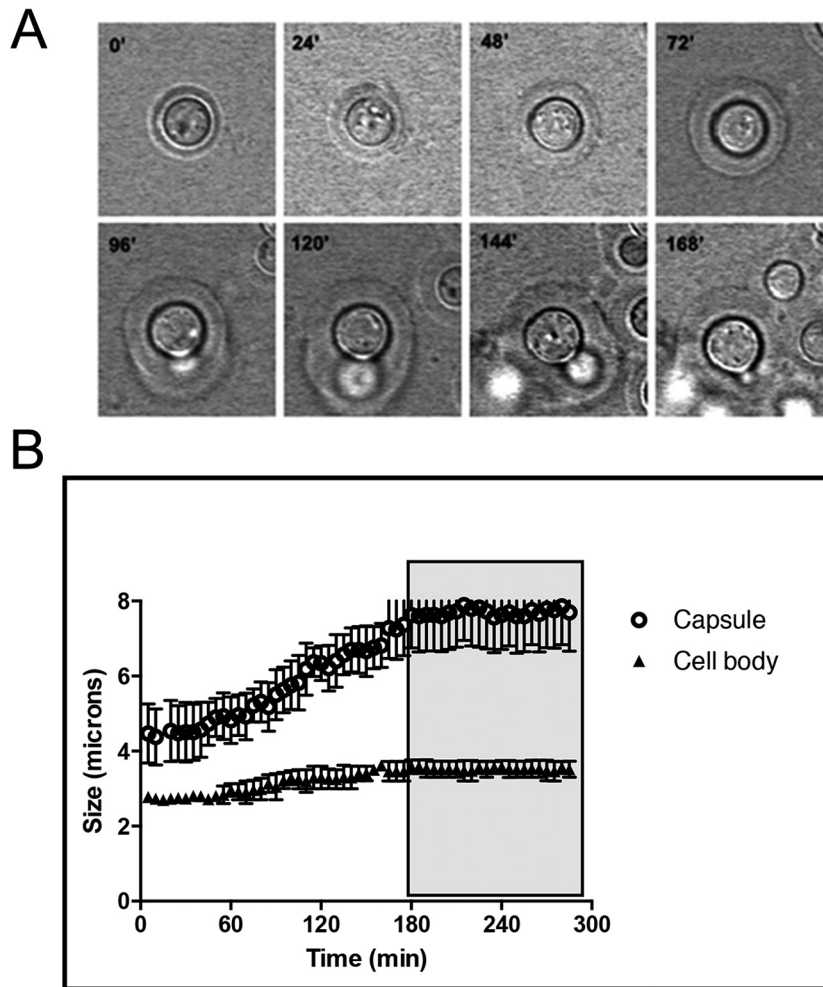 A
0' 24' 48' 72'
96' 120' 144' 168'
B
8
6
4
2
0
Size (microns)
0 60 120 180 240 300
Time (min)
Capsule
Cell body